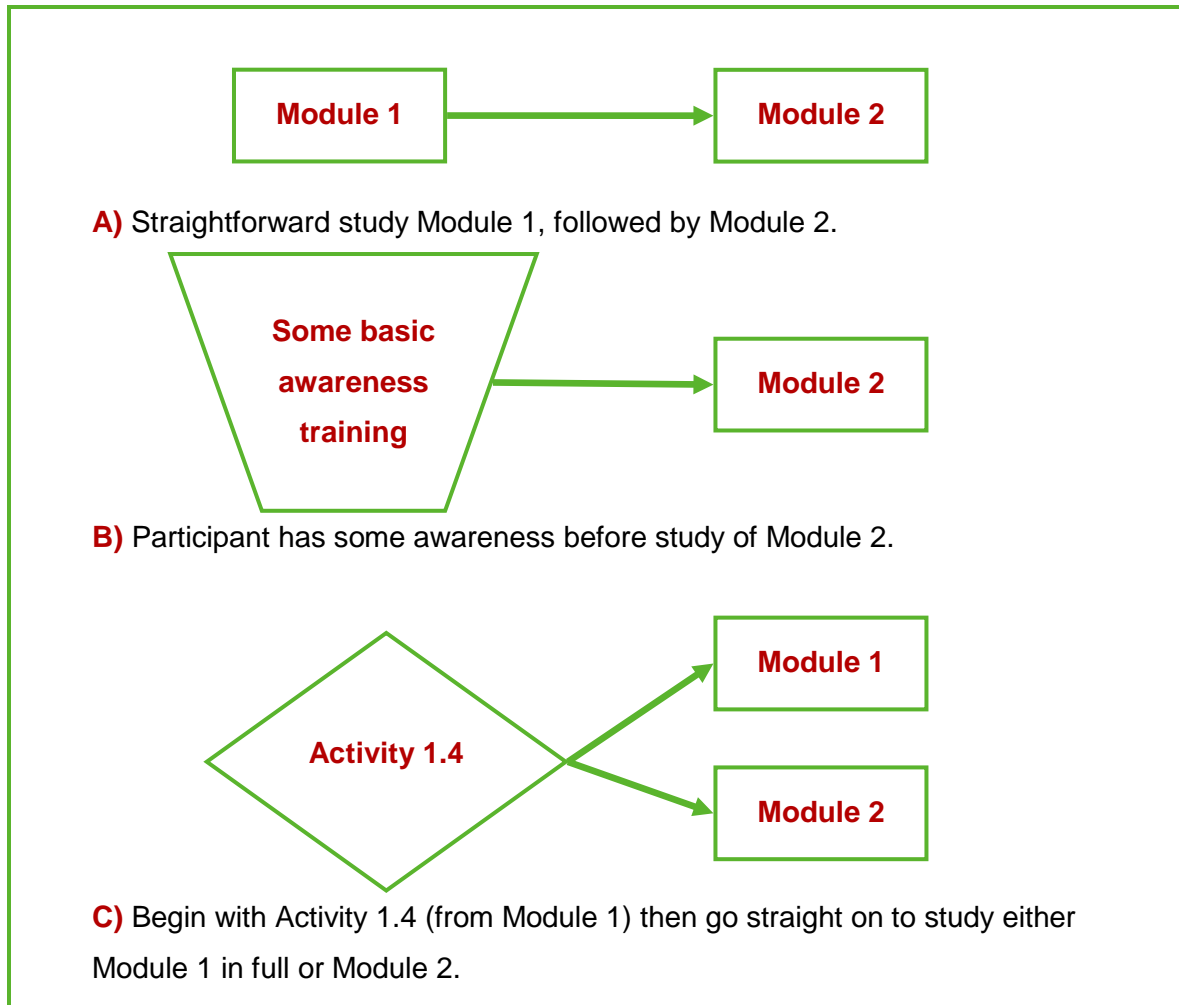 Module 1
Module 2
A) Straightforward study Module 1, followed by Module 2.
Some basic
awareness
training
Module 2
B) Participant has some awareness before study of Module 2.
Activity 1.4
Module 1
Module 2
C) Begin with Activity 1.4 (from Module 1) then go straight on to study either
Module 1 in full or Module 2.